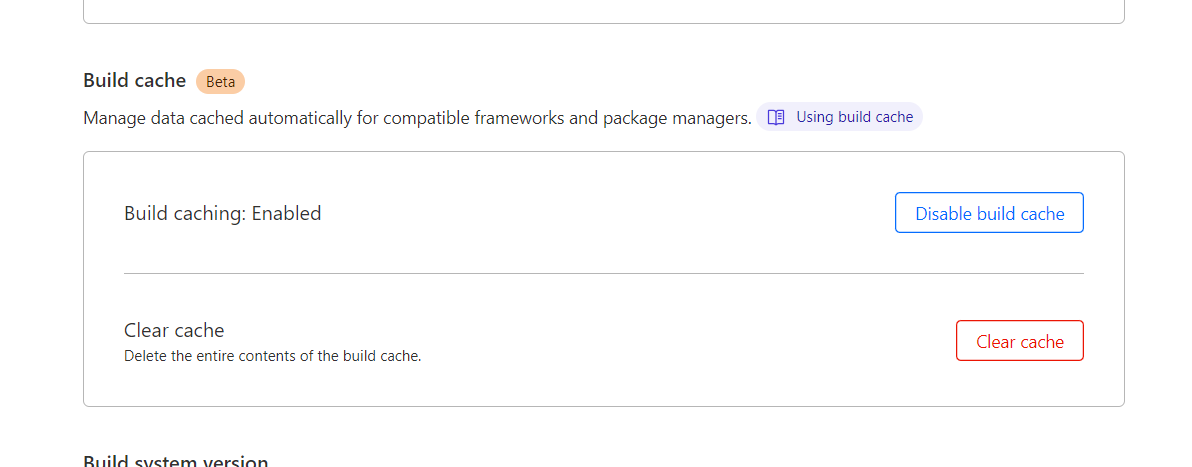 Build cache Beta
Manage data cached automatically for compatible frameworks and package managers. Using build cache
Build caching: Enabled Disable build cache
Clear cache
Delete the entire contents of the build cache. Clear cache
Build system version